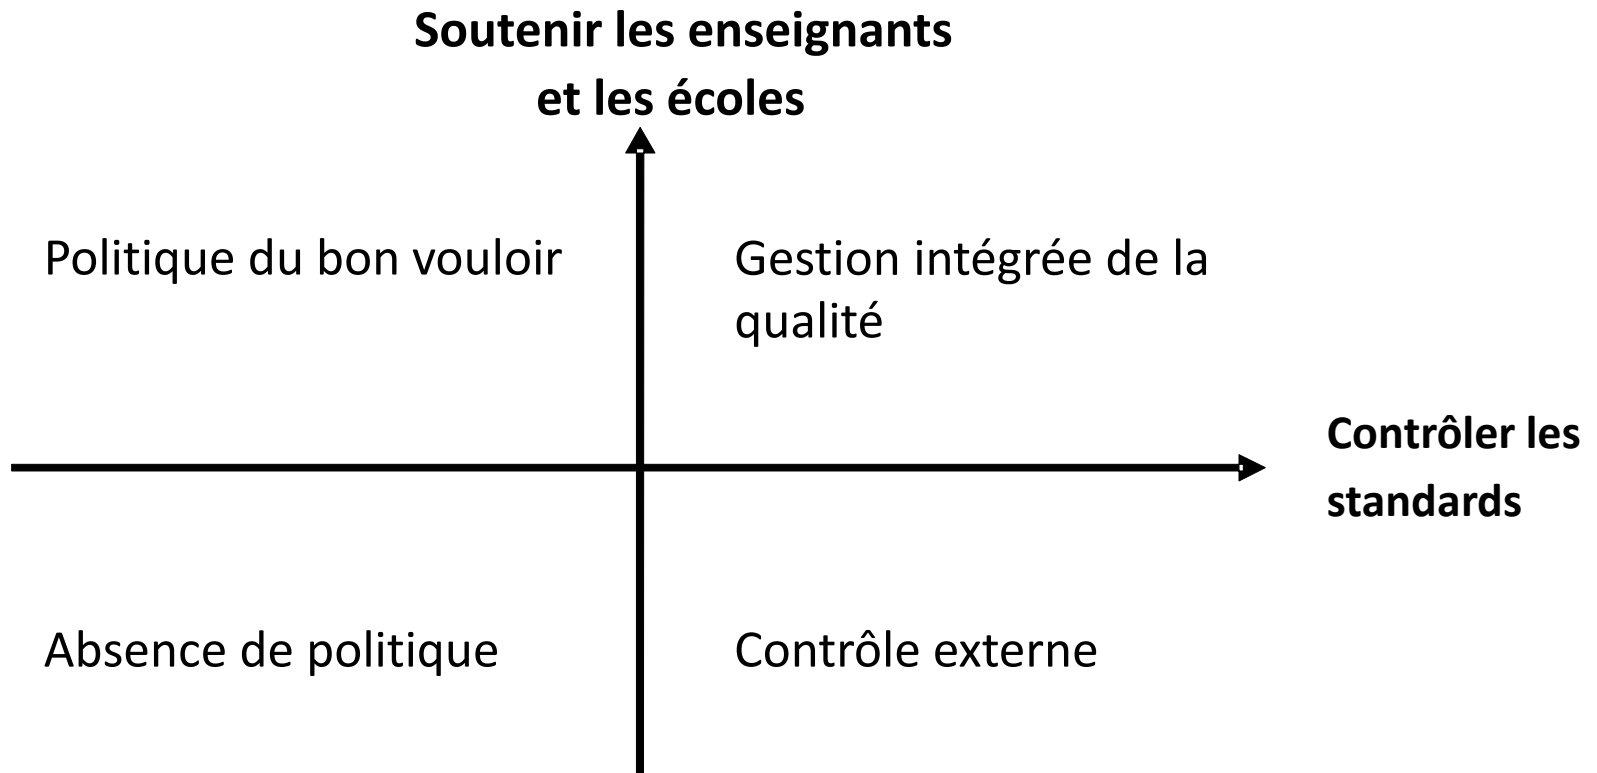 Soutenir les enseignants
et les écoles
Politique du bon vouloir
Gestion intégrée de la
qualité
Contrôler les
standards
Absence de politique
Contrôle externe